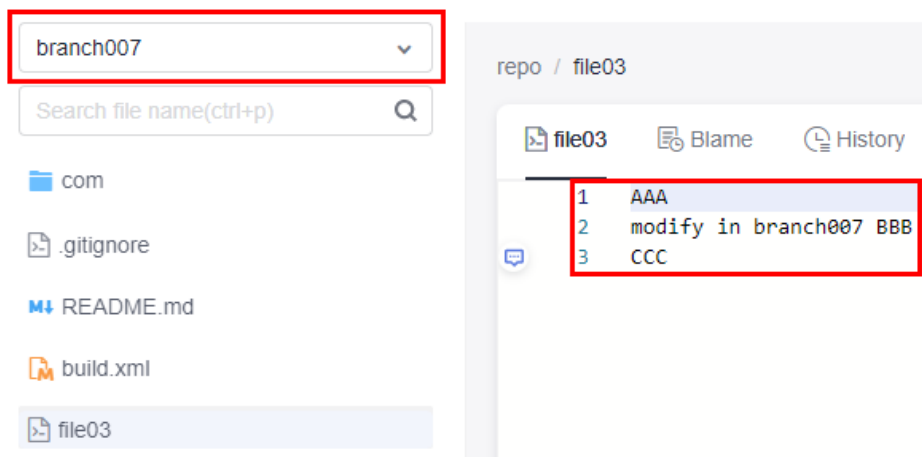 branch007
Search file name(ctrl+p)
com
.gitignore
M↓ README.md
build.xml
file03
repo / file03
file03 Blame History
1 AAA
2 modify in branch007 BBB
3 CCC